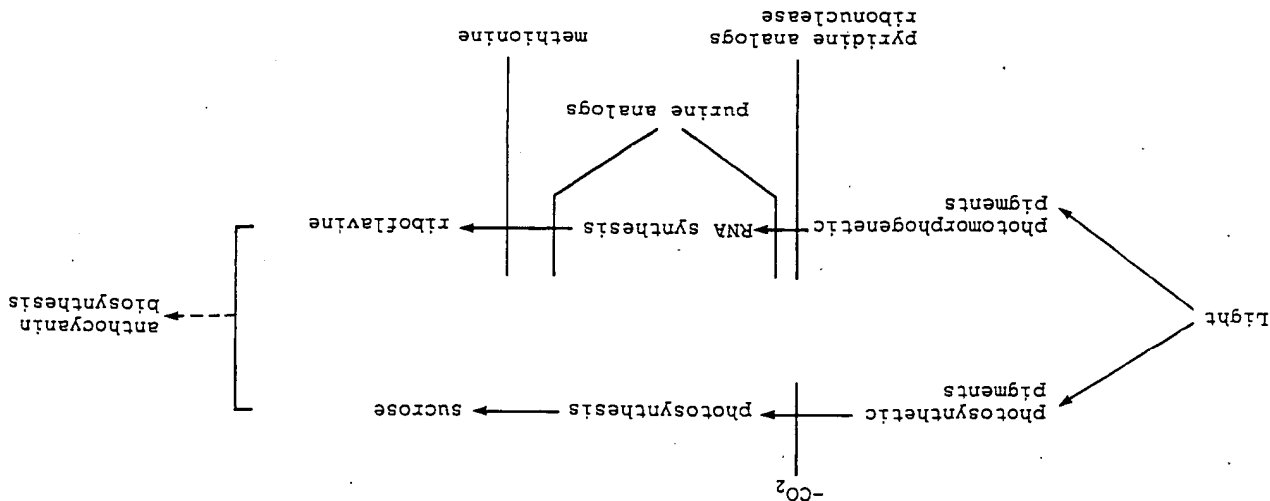 -CO₂
photosynthetic
pigments
photosynthesis
sucrose
Light
anthocyanin
biosynthesis
photomorphogenetic
pigments
RNA synthesis
riboflavine
purine analogs
pyridine analogs
ribonuclease
methionine